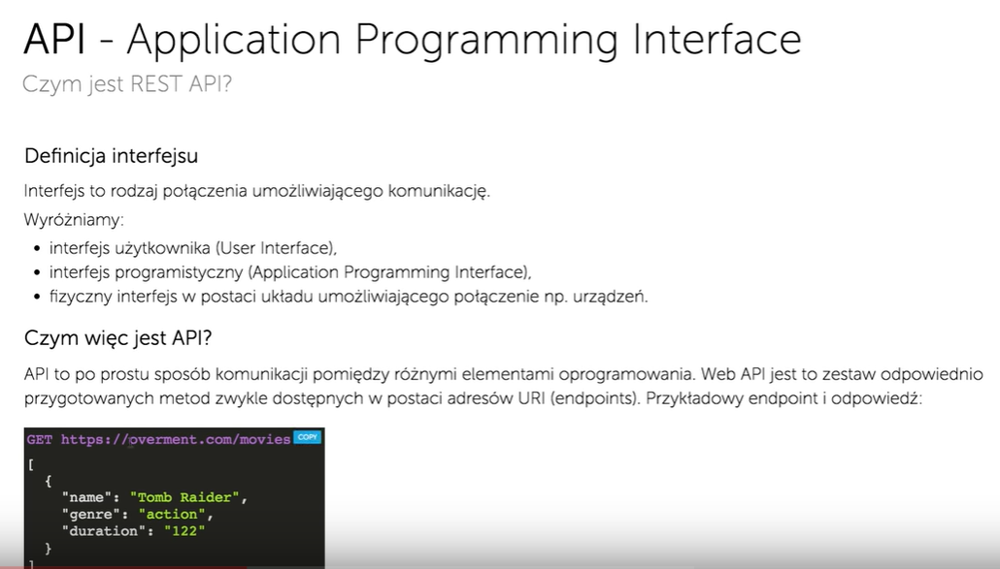 API - Application Programming Interface
Czym jest REST API?
Definicja interfejsu
Interfejs to rodzaj połączenia umożliwiającego komunikację.
Wyróżniamy:
• interfejs użytkownika (User Interface),
• interfejs programistyczny (Application Programming Interface),
• fizyczny interfejs w postaci układu umożliwiającego połączenie np. urządzeń.
Czym więc jest API?
API to po prostu sposób komunikacji pomiędzy różnymi elementami oprogramowania. Web API jest to zestaw odpowiednio
przygotowanych metod zwykle dostępnych w postaci adresów URI (endpoints). Przykładowy endpoint i odpowiedź:
GET https://overment.com/movies COPY
[
  {
    "name": "Tomb Raider",
    "genre": "action",
    "duration": "122"
  }
]